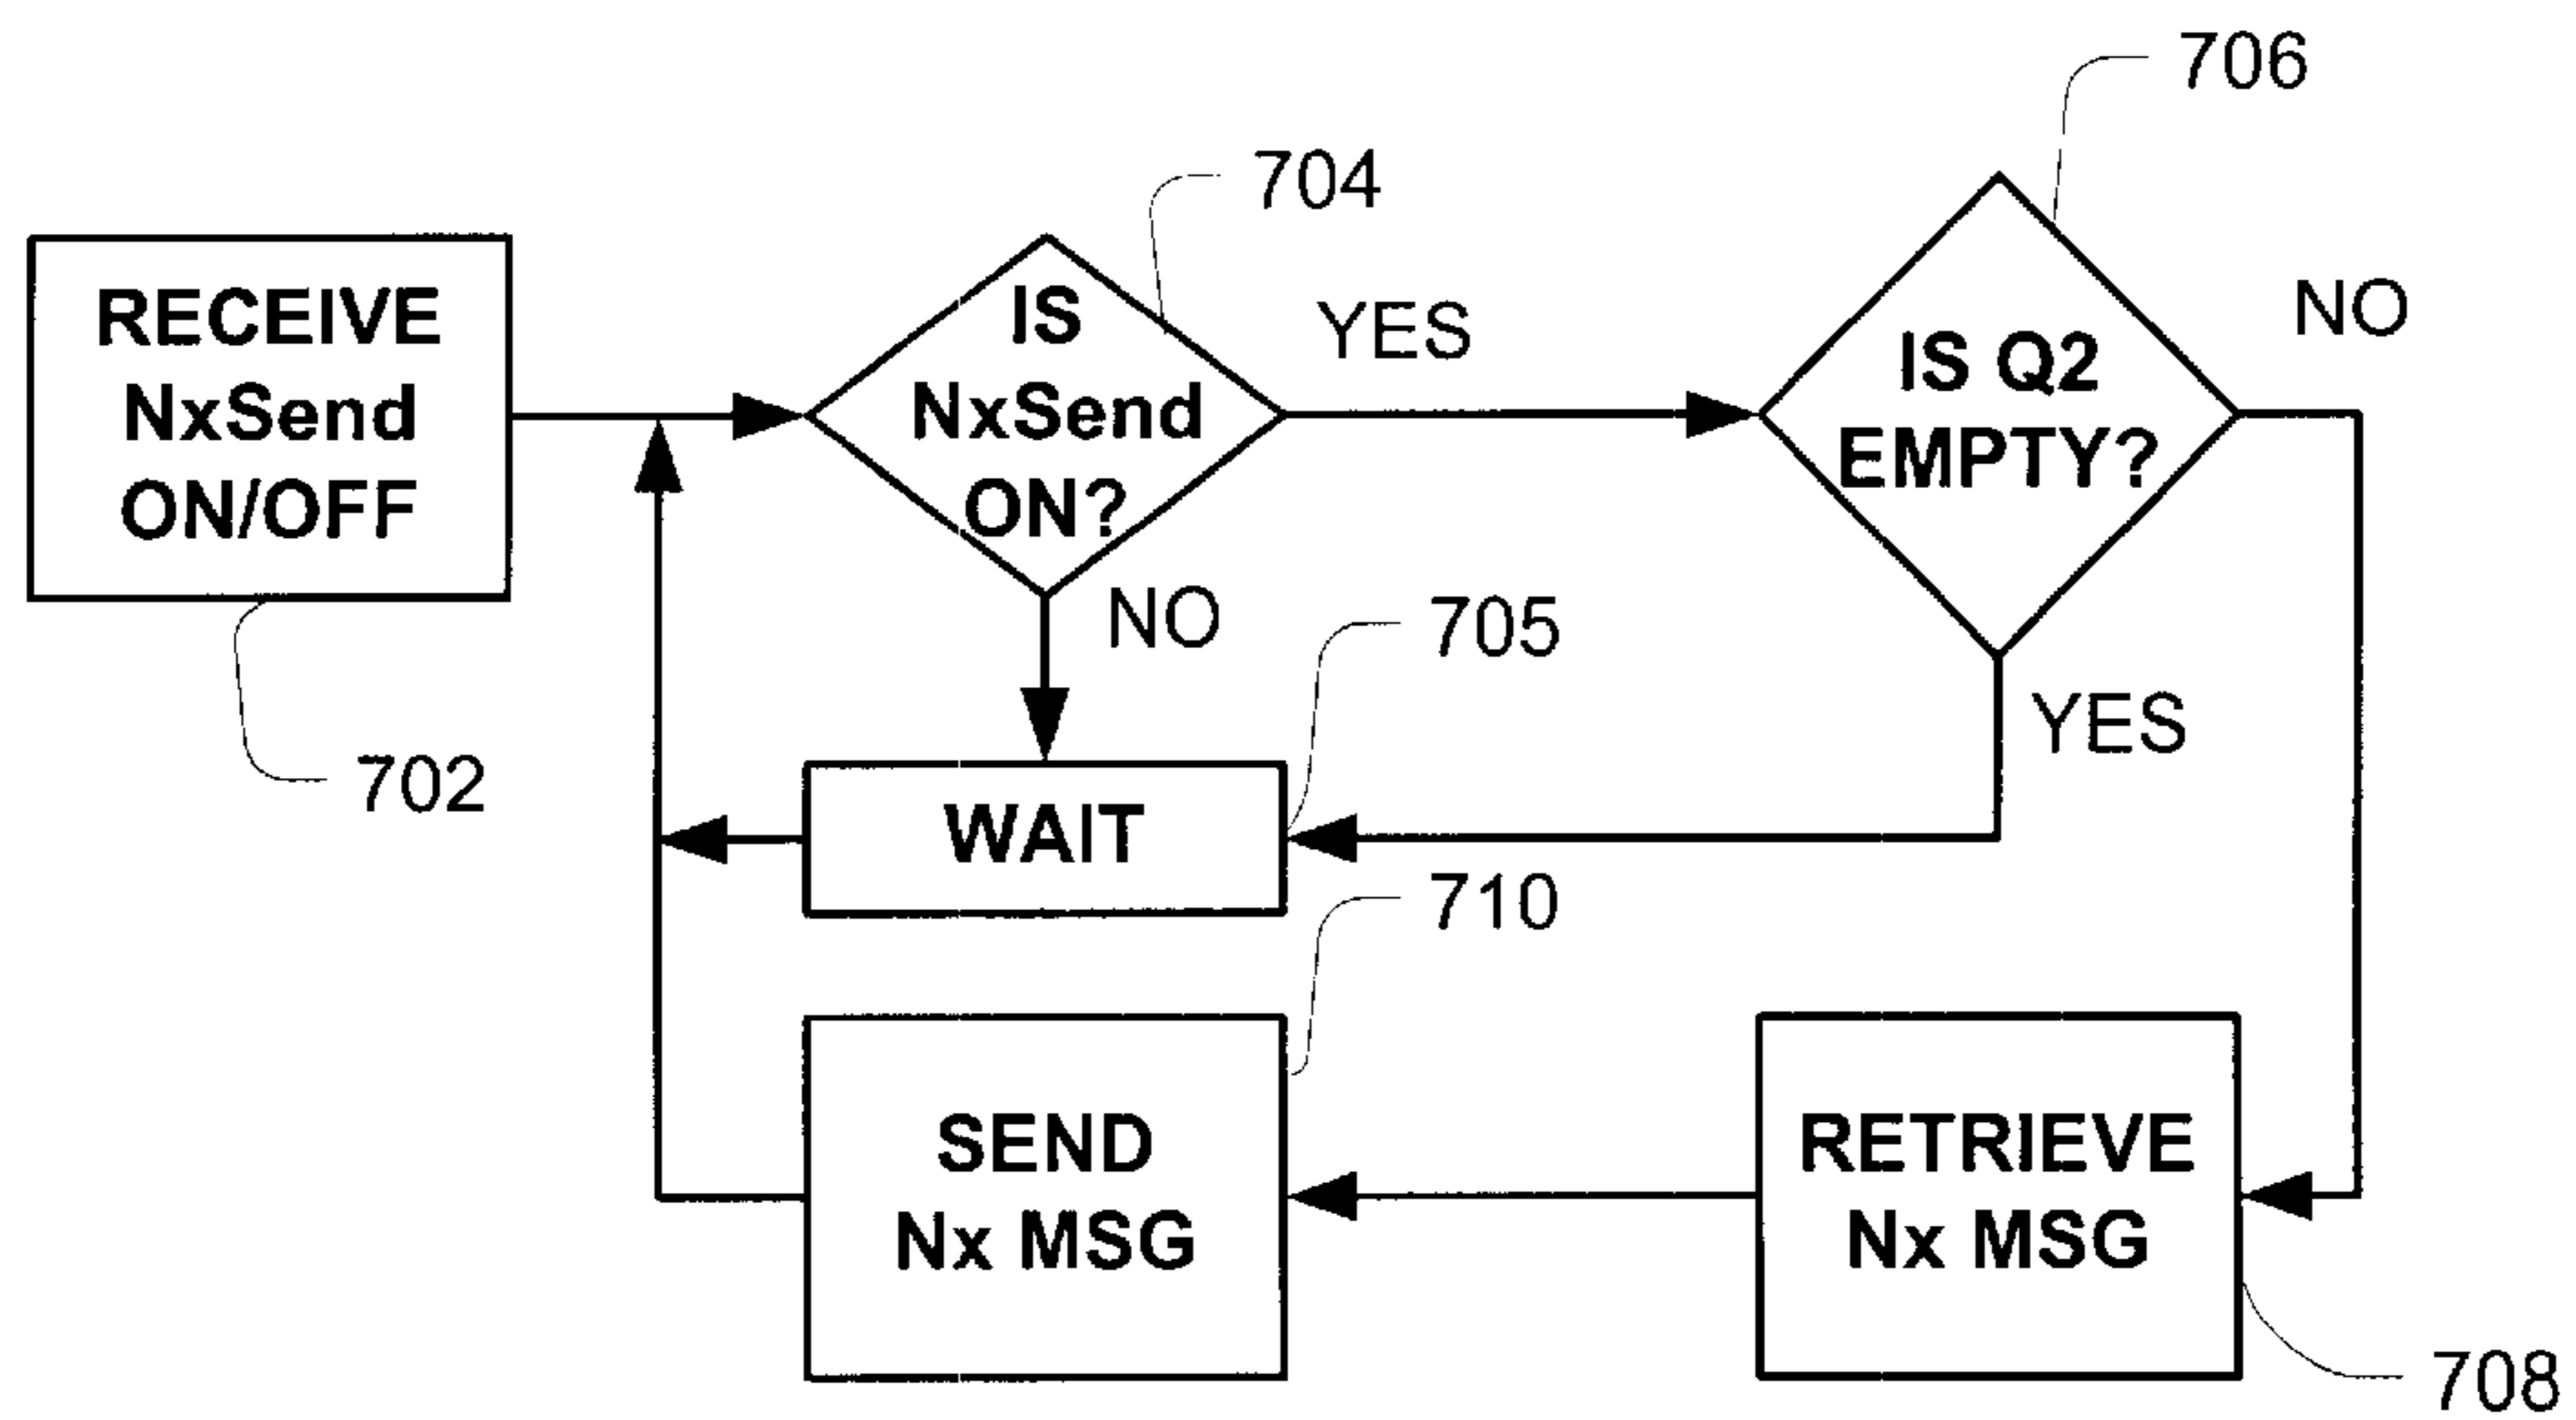 706
704
RECEIVE
NxSend
ON/OFF
IS
NxSend
ON?
YES
IS Q2
EMPTY?
NO
NO
705
YES
702
WAIT
710
SEND
Nx MSG
RETRIEVE
Nx MSG
708